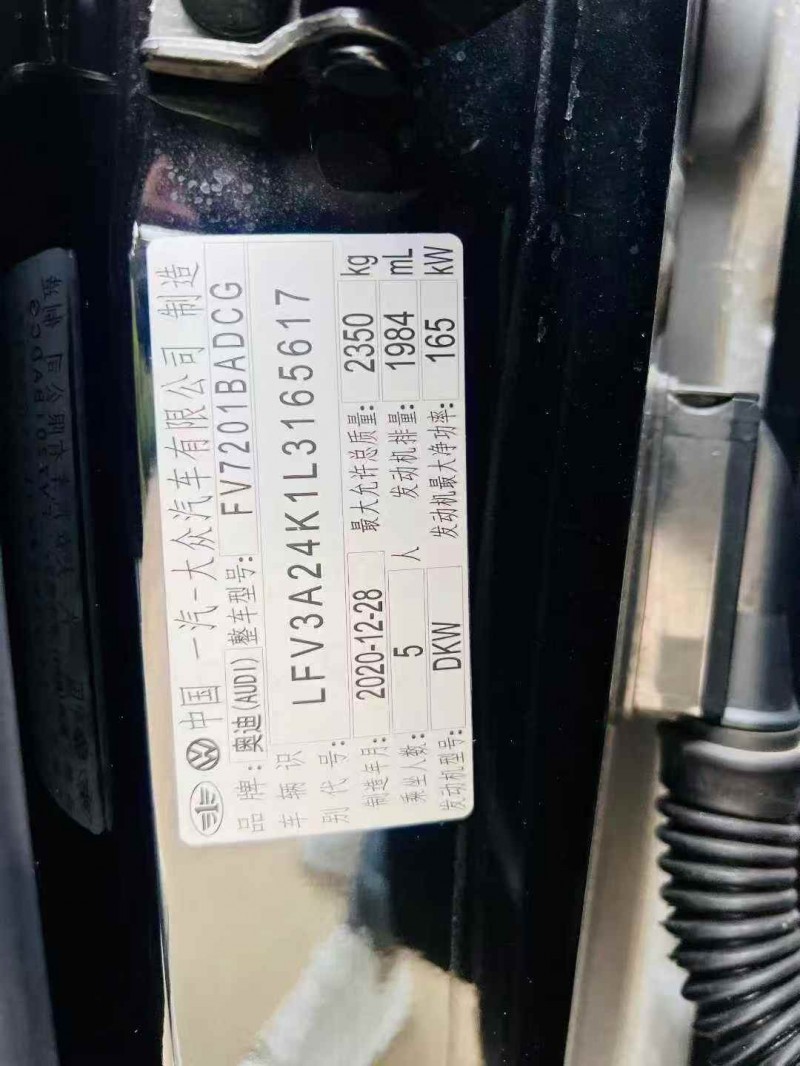 中国 一汽-大众汽车有限公司 制造
品牌: 奥迪(AUDI) 整车型号: FV7201BADCG
车辆识别代号: LFV3A24K1L3165617
制造年月: 2020-12-28 最大允许总质量: 2350 kg
乘坐人数: 5 人 发动机排量: 1984 mL
发动机型号: DKW 发动机最大净功率: 165 kW